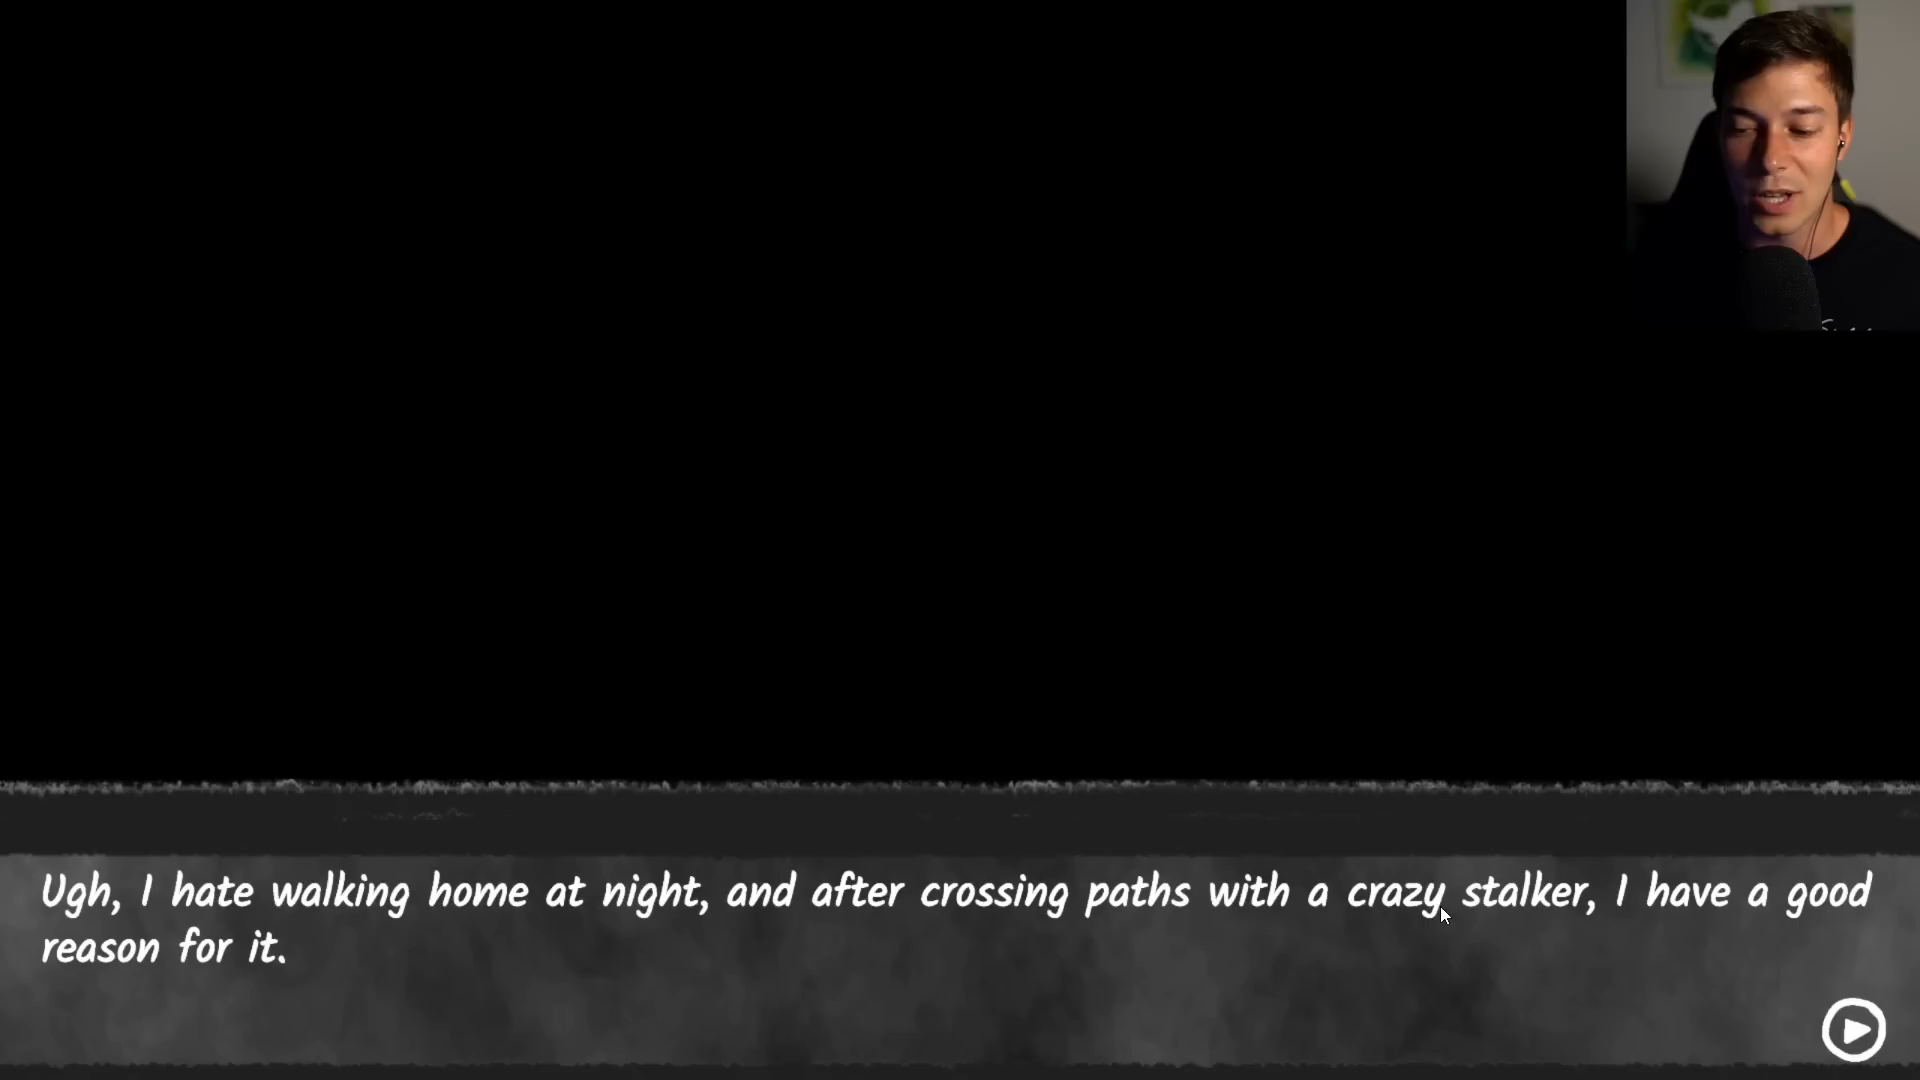 Ugh, I hate walking home at night, and after crossing paths with a crazy stalker, I have a good
reason for it.